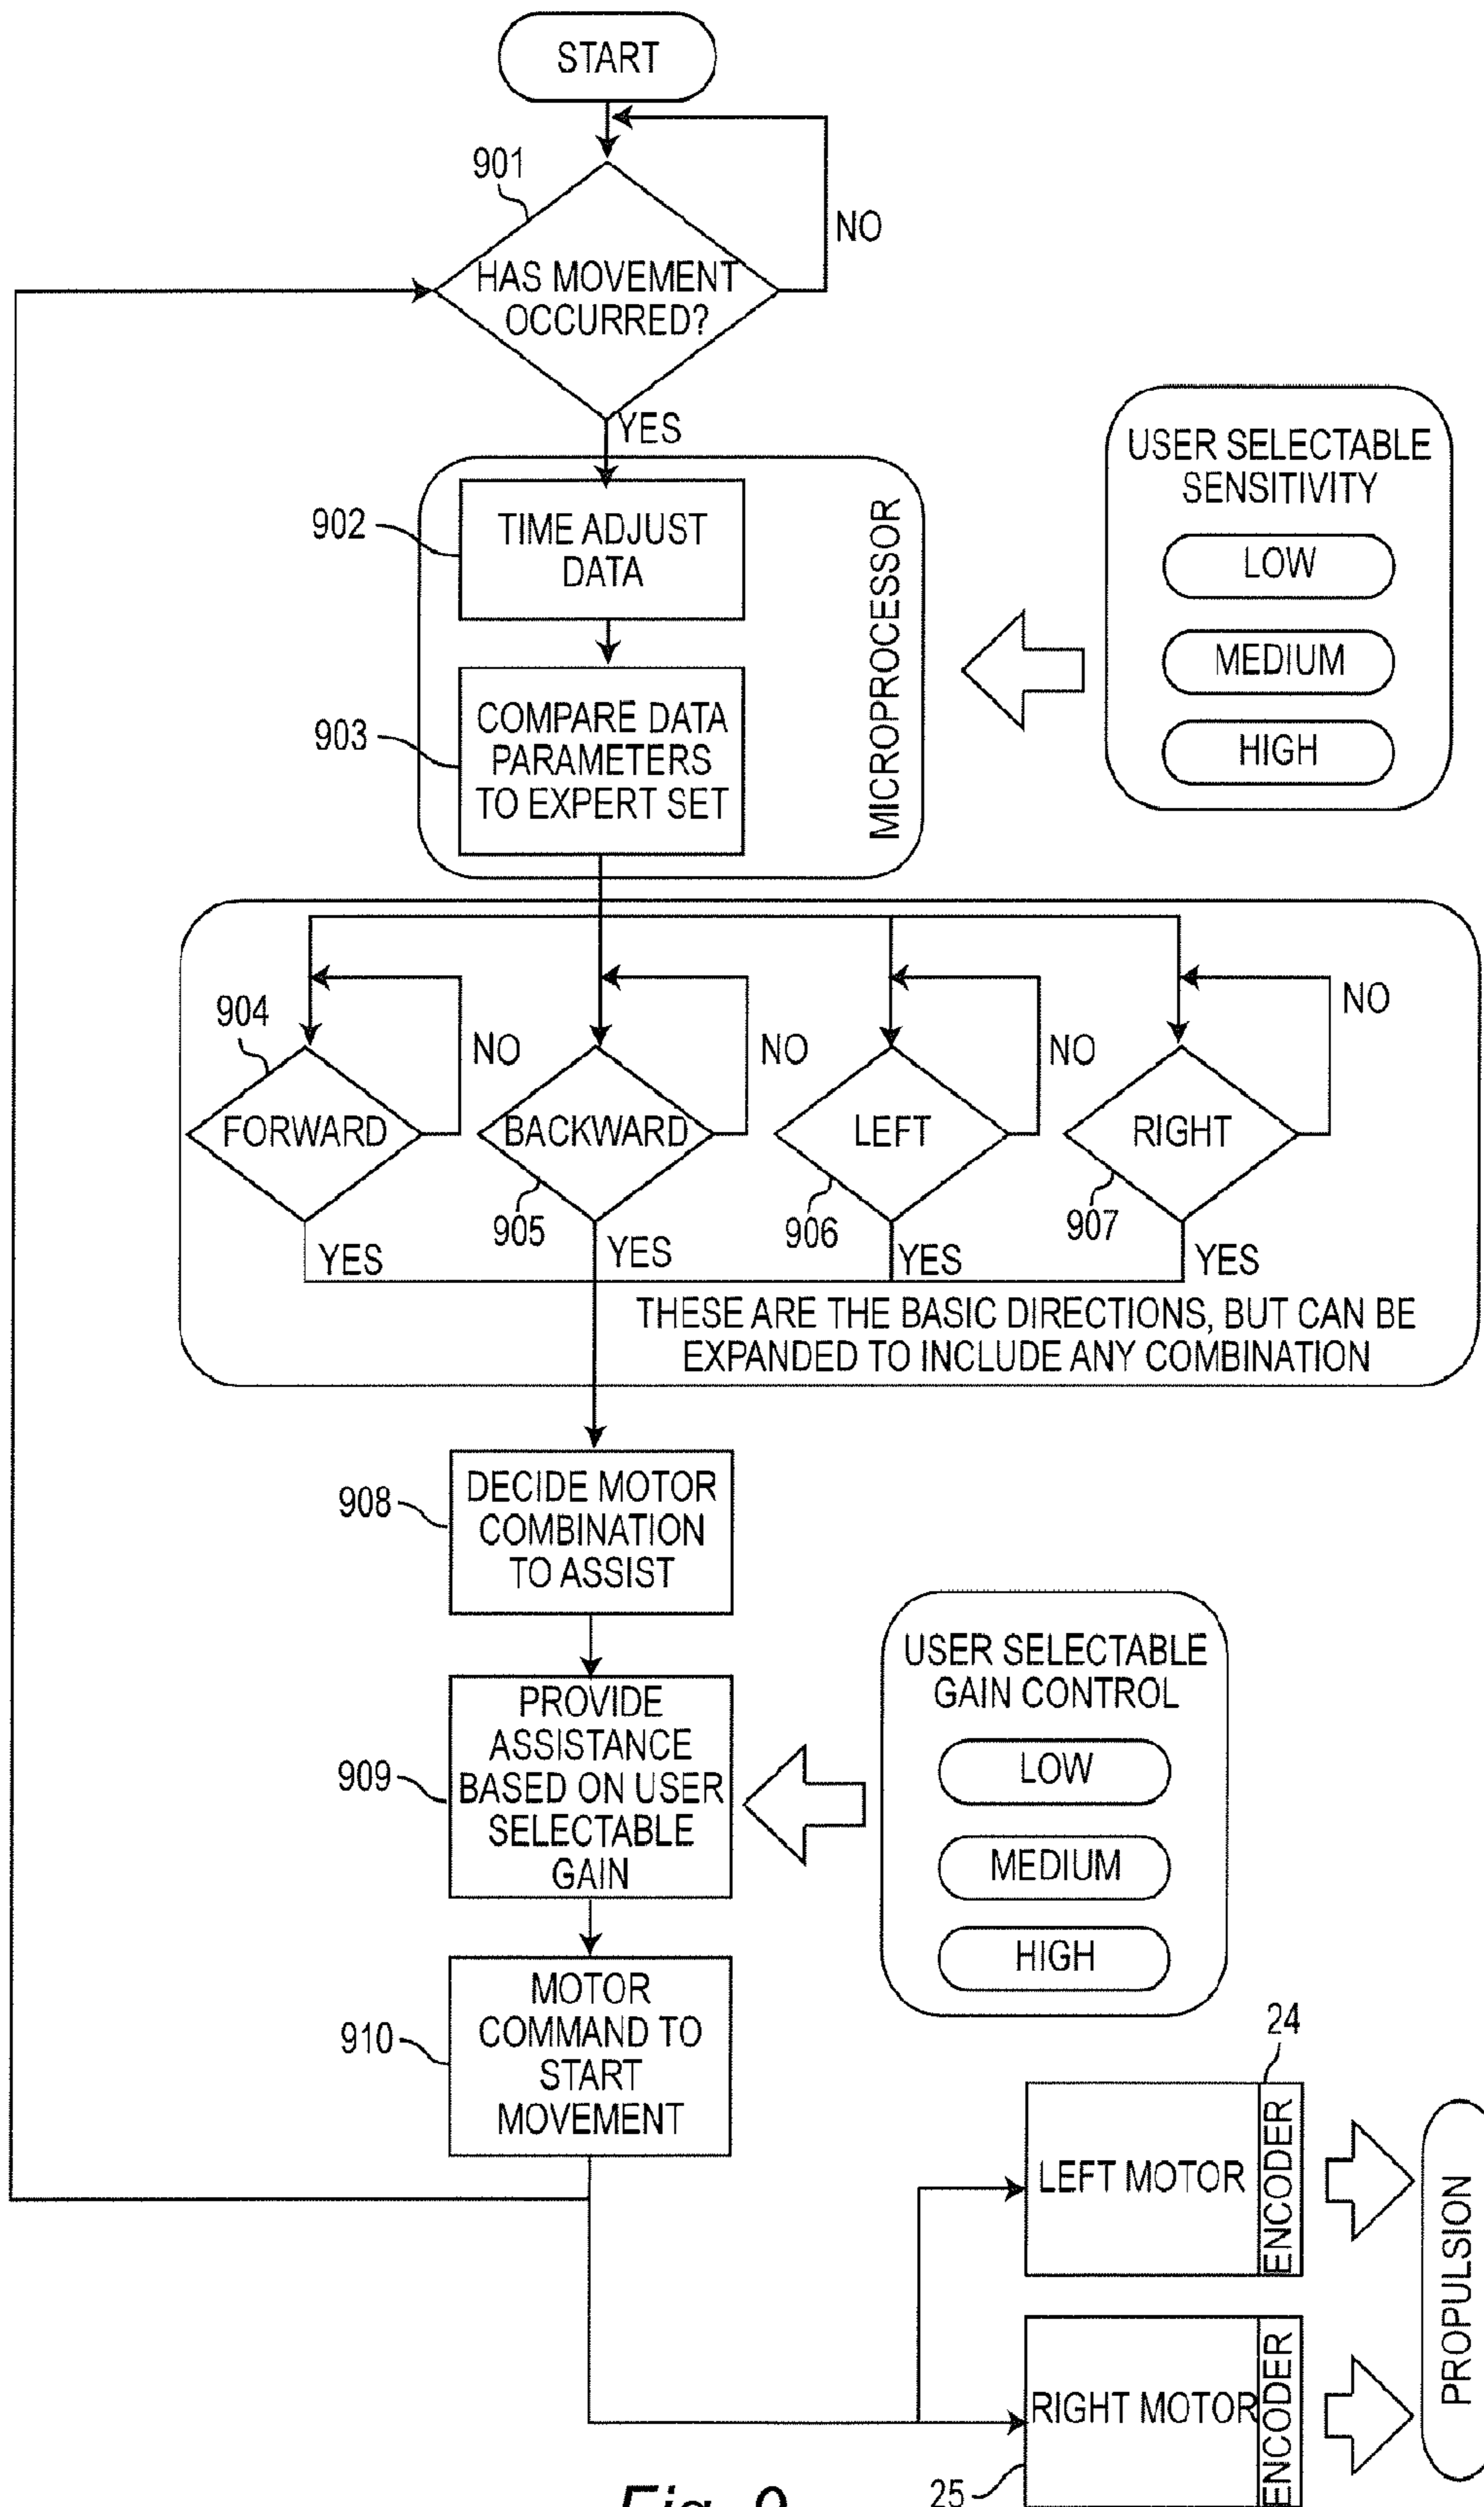 START
901
NO
HAS MOVEMENT
OCCURRED?
YES
USER SELECTABLE
SENSITIVITY
LOW
MEDIUM
HIGH
902
TIME ADJUST
DATA
MICROPROCESSOR
903
COMPARE DATA
PARAMETERS
TO EXPERT SET
904
NO
NO
NO
NO
FORWARD
BACKWARD
LEFT
RIGHT
905
906
907
YES
YES
YES
YES
THESE ARE THE BASIC DIRECTIONS, BUT CAN BE
EXPANDED TO INCLUDE ANY COMBINATION
908
DECIDE MOTOR
COMBINATION
TO ASSIST
909
PROVIDE
ASSISTANCE
BASED ON USER
SELECTABLE
GAIN
USER SELECTABLE
GAIN CONTROL
LOW
MEDIUM
HIGH
910
MOTOR
COMMAND TO
START
MOVEMENT
24
LEFT MOTOR
ENCODER
PROPULSION
RIGHT MOTOR
ENCODER
25
Fig. 9